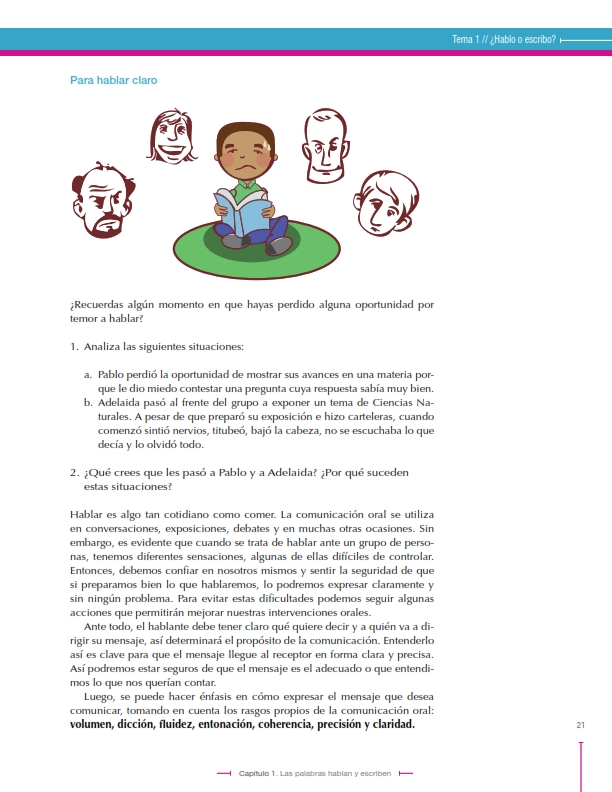 Tema 1 // ¿Hablo o escribo?
Para hablar claro
¿Recuerdas algún momento en que hayas perdido alguna oportunidad por
temor a hablar?
1. Analiza las siguientes situaciones:
a. Pablo perdió la oportunidad de mostrar sus avances en una materia por-
que le dio miedo contestar una pregunta cuya respuesta sabía muy bien.
b. Adelaida pasó al frente del grupo a exponer un tema de Ciencias Na-
turales. A pesar de que preparó su exposición e hizo carteleras, cuando
comenzó sintió nervios, titubeó, bajó la cabeza, no se escuchaba lo que
decía y lo olvidó todo.
2. ¿Qué crees que les pasó a Pablo y a Adelaida? ¿Por qué suceden
estas situaciones?
Hablar es algo tan cotidiano como comer. La comunicación oral se utiliza
en conversaciones, exposiciones, debates y en muchas otras ocasiones. Sin
embargo, es evidente que cuando se trata de hablar ante un grupo de perso-
nas, tenemos diferentes sensaciones, algunas de ellas difíciles de controlar.
Entonces, debemos confiar en nosotros mismos y sentir la seguridad de que
si preparamos bien lo que hablaremos, lo podremos expresar claramente y
sin ningún problema. Para evitar estas dificultades podemos seguir algunas
acciones que permitirán mejorar nuestras intervenciones orales.
Ante todo, el hablante debe tener claro qué quiere decir y a quién va a di-
rigir su mensaje, así determinará el propósito de la comunicación. Entenderlo
así es clave para que el mensaje llegue al receptor en forma clara y precisa.
Así podremos estar seguros de que el mensaje es el adecuado o que entendi-
mos lo que nos querían contar.
Luego, se puede hacer énfasis en cómo expresar el mensaje que desea
comunicar, tomando en cuenta los rasgos propios de la comunicación oral:
volumen, dicción, fluidez, entonación, coherencia, precisión y claridad.
21
Capítulo 1. Las palabras hablan y escriben